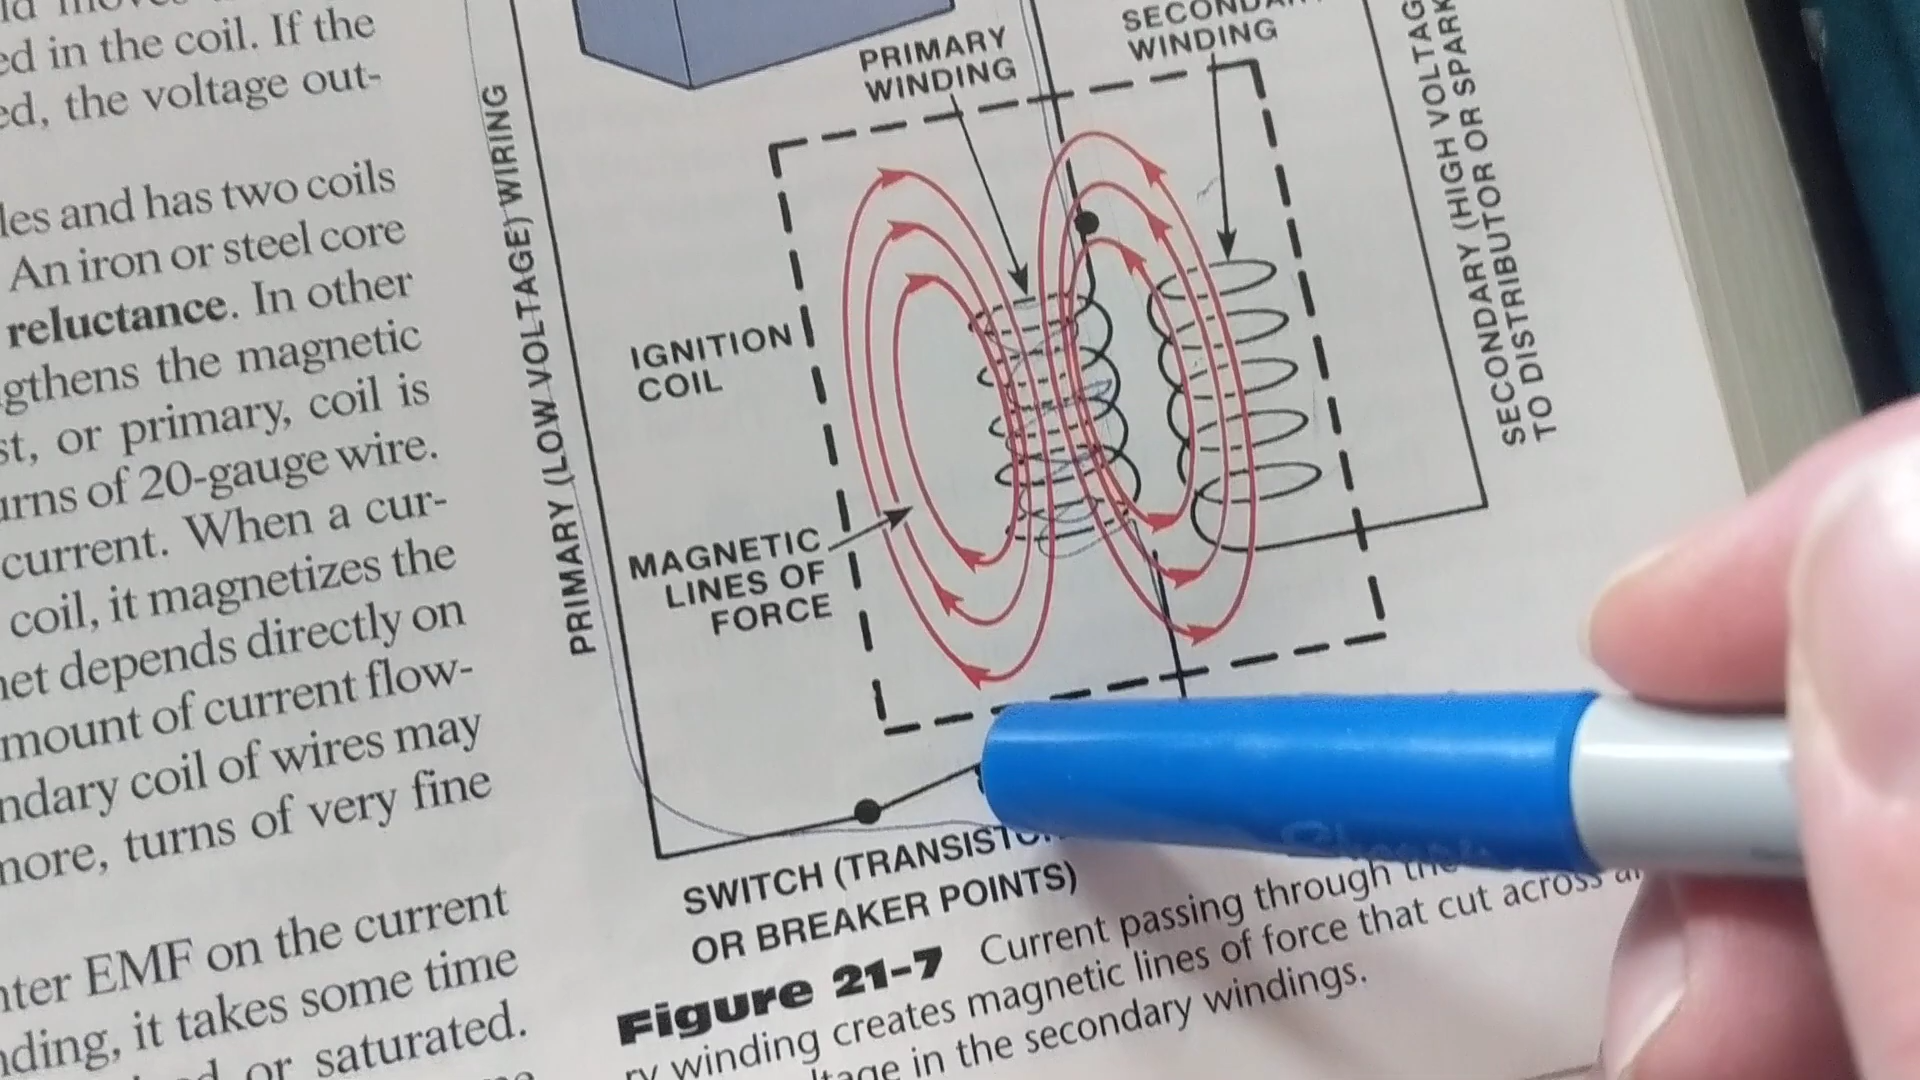 ed in the coil. If the
ed, the voltage out-
les and has two coils
An iron or steel core
reluctance. In other
gthens the magnetic
st, or primary, coil is
urns of 20-gauge wire.
current. When a cur-
coil, it magnetizes the
net depends directly on
mount of current flow-
ndary coil of wires may
more, turns of very fine
nter EMF on the current
nding, it takes some time
or saturated.
PRIMARY (LOW VOLTAGE) WIRING
PRIMARY
WINDING
WINDING
IGNITION
COIL
MAGNETIC
LINES OF
FORCE
SECONDARY (HIGH VOLTAG
TO DISTRIBUTOR OR SPARK
SWITCH (TRANSISTOR
OR BREAKER POINTS)
Figure 21-7 Current passing through the
ry winding creates magnetic lines of force that cut across
ltage in the secondary windings.